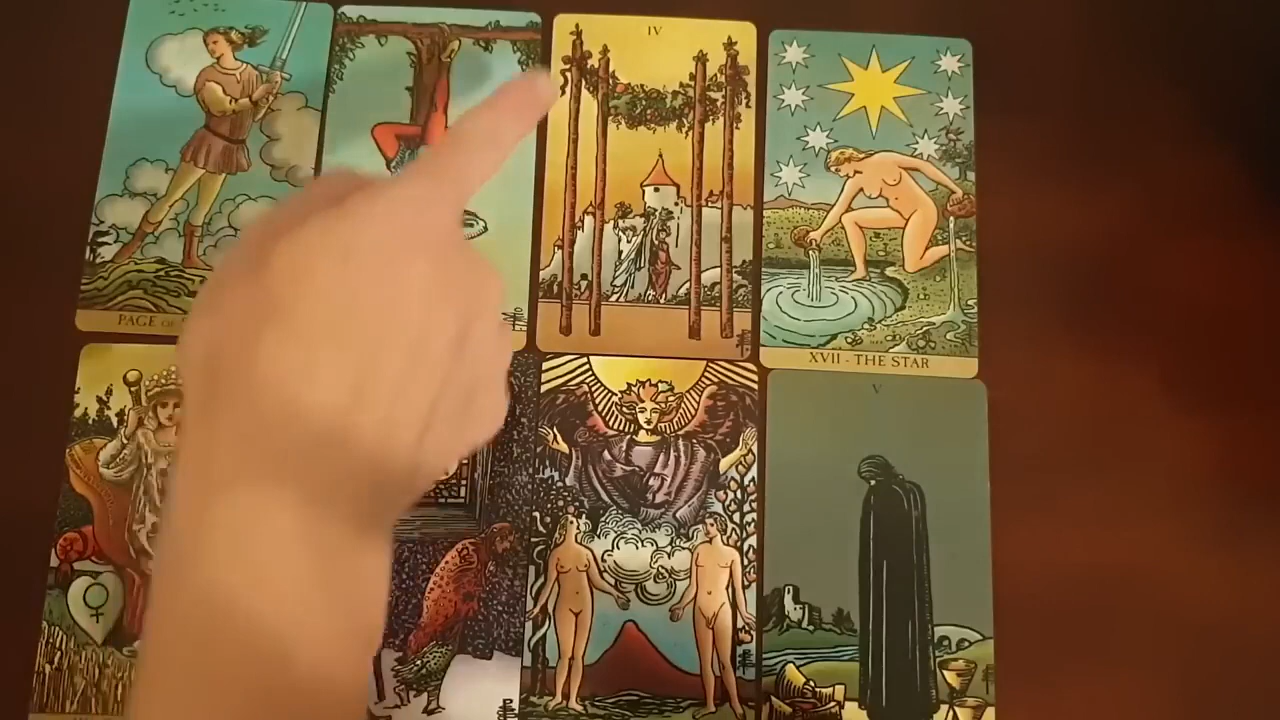 IV
PAGE OF
XVII - THE STAR
V